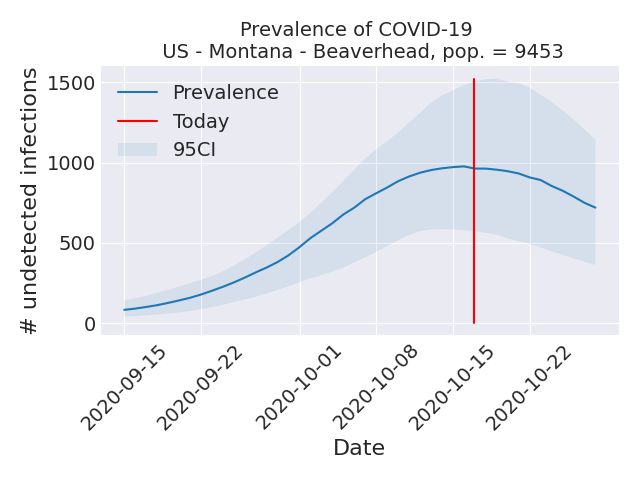 Prevalence of COVID-19
US - Montana - Beaverhead, pop. = 9453
# undetected infections
1500
1000
500
0
Prevalence
Today
95CI
2020-09-15
2020-09-22
2020-10-01
2020-10-08
2020-10-15
2020-10-22
Date